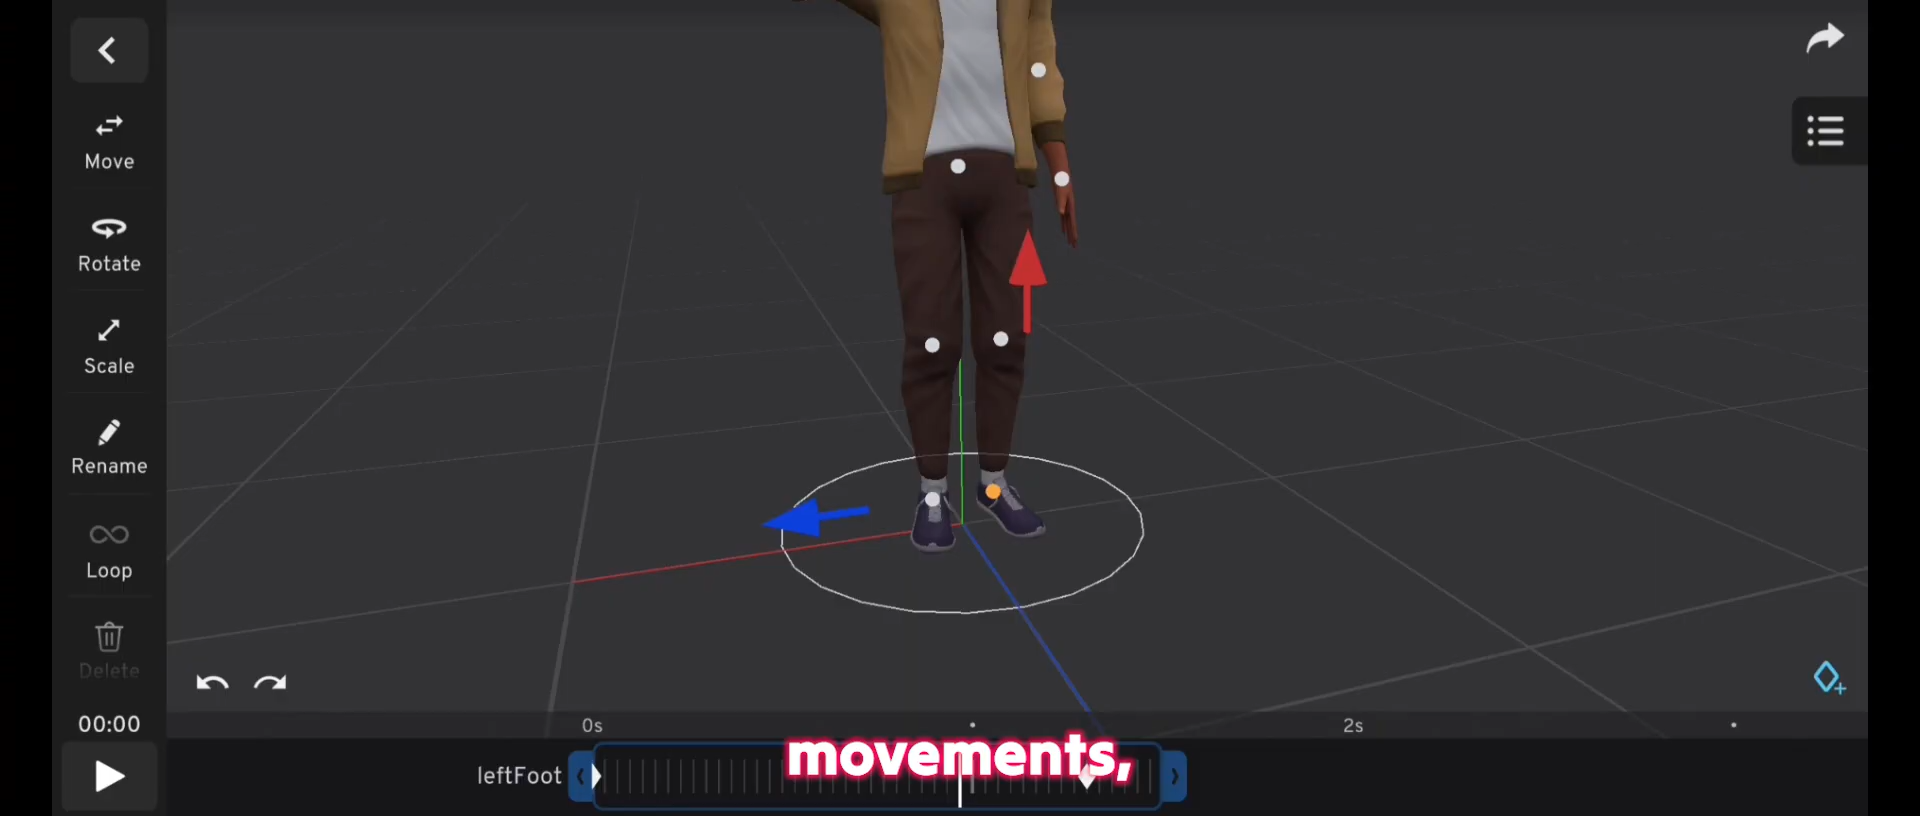 Move
Rotate
Scale
Rename
Loop
Delete
00:00
0s
2s
leftFoot
movements,